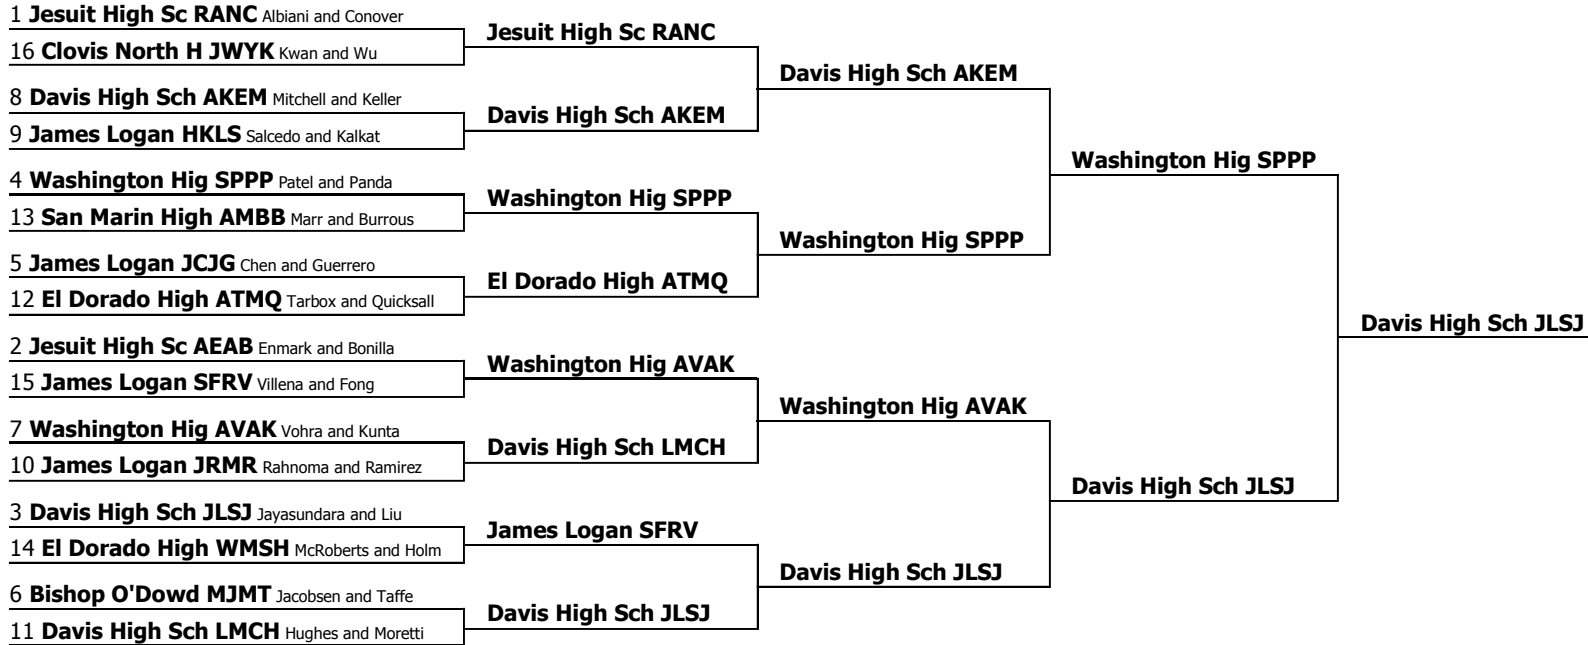 1 Jesuit High Sc RANC Albiani and Conover
16 Clovis North H JWYK Kwan and Wu
8 Davis High Sch AKEM Mitchell and Keller
9 James Logan HKLS Salcedo and Kalkat
4 Washington Hig SPPP Patel and Panda
13 San Marin High AMBB Marr and Burrous
5 James Logan JCJG Chen and Guerrero
12 El Dorado High ATMQ Tarbox and Quicksall
2 Jesuit High Sc AEAB Enmark and Bonilla
15 James Logan SFRV Villena and Fong
7 Washington Hig AVAK Vohra and Kunta
10 James Logan JRMR Rahnoma and Ramirez
3 Davis High Sch JLSJ Jayasundara and Liu
14 El Dorado High WMSH McRoberts and Holm
6 Bishop O'Dowd MJMT Jacobsen and Taffe
11 Davis High Sch LMCH Hughes and Moretti
Jesuit High Sc RANC
Davis High Sch AKEM
Washington Hig SPPP
El Dorado High ATMQ
Washington Hig AVAK
Davis High Sch LMCH
James Logan SFRV
Davis High Sch JLSJ
Davis High Sch AKEM
Washington Hig SPPP
Washington Hig AVAK
Davis High Sch JLSJ
Washington Hig SPPP
Davis High Sch JLSJ
Davis High Sch JLSJ